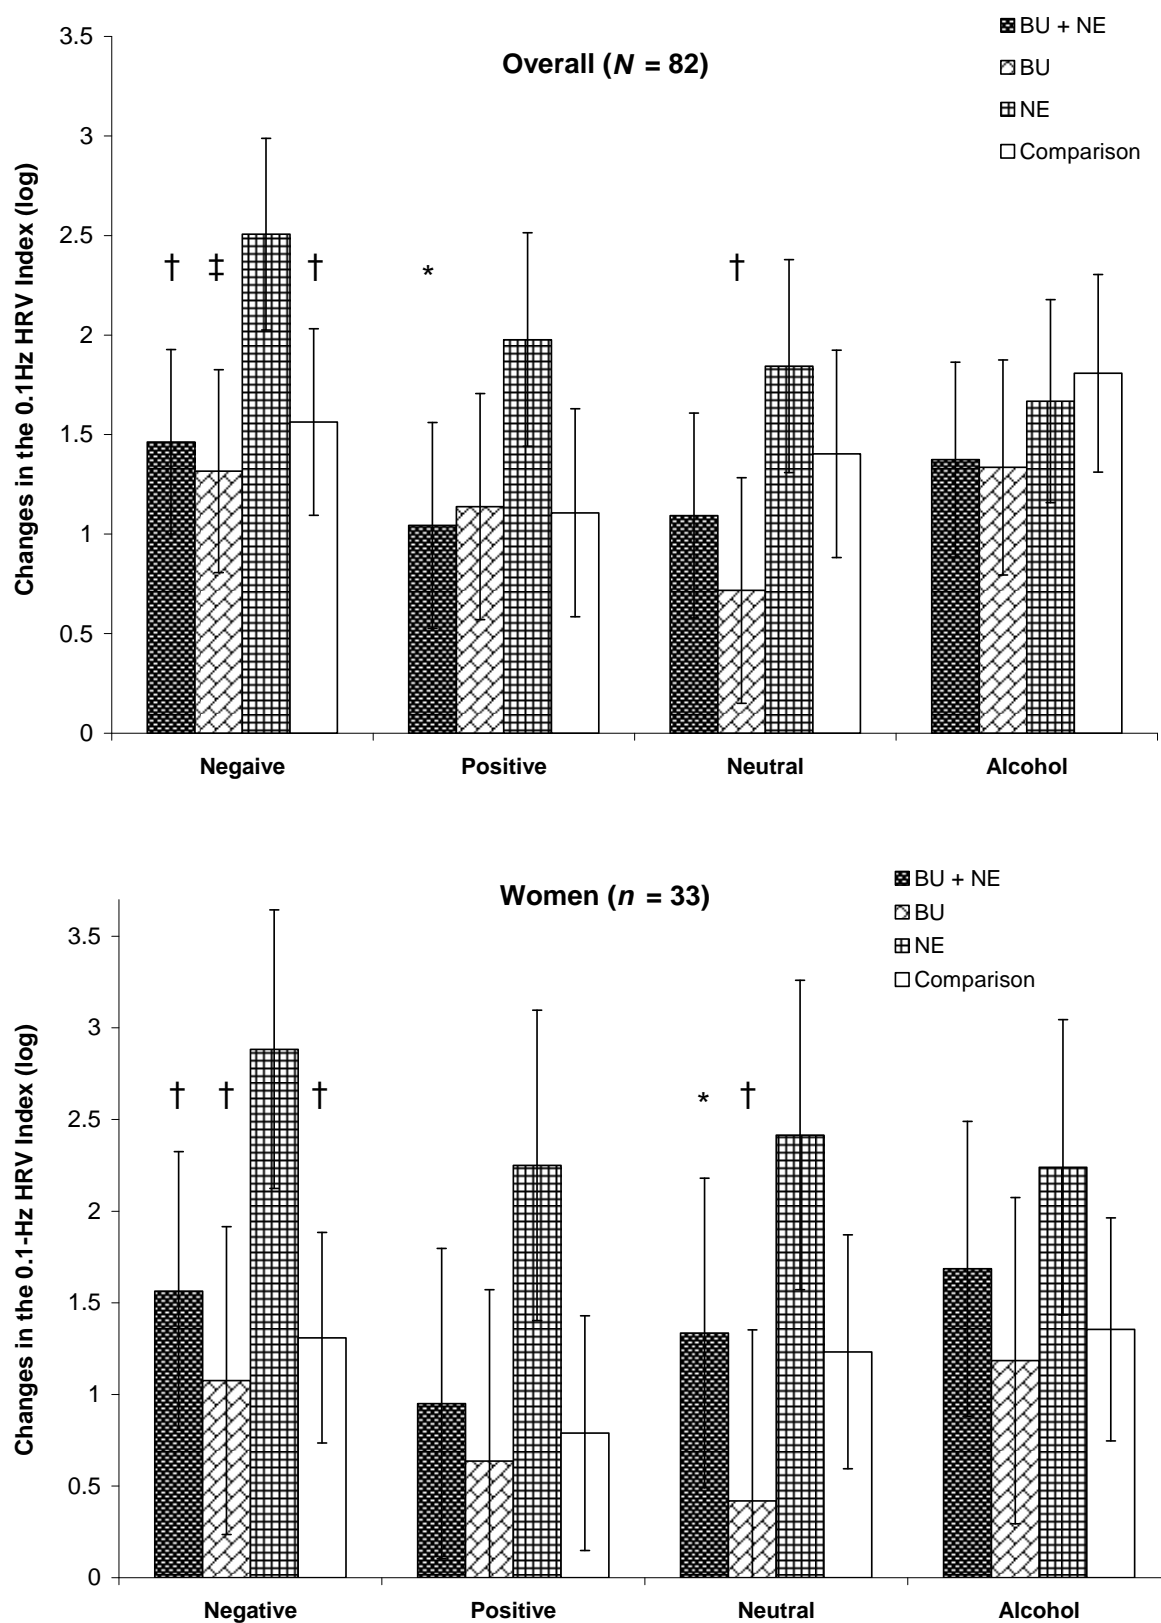 Overall (N = 82)
BU + NE
BU
NE
Comparison
Changes in the 0.1Hz HRV Index (log)
3.5
3
2.5
2
1.5
1
0.5
0
† ‡ †
*
†
Negaive Positive Neutral Alcohol
Women (n = 33)
BU + NE
BU
NE
Comparison
Changes in the 0.1-Hz HRV Index (log)
3.5
3
2.5
2
1.5
1
0.5
0
† † †
* †
Negative Positive Neutral Alcohol